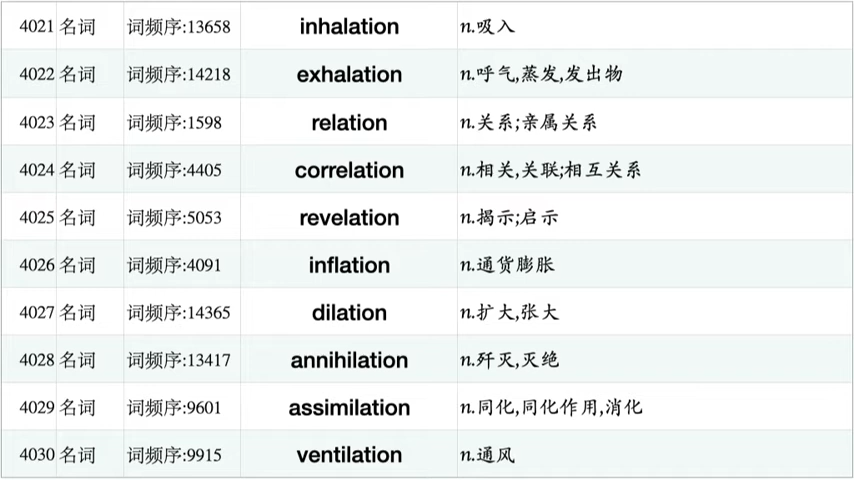 4021 名词 词频序:13658 inhalation n.吸入
4022 名词 词频序:14218 exhalation n.呼气,蒸发,发出物
4023 名词 词频序:1598 relation n.关系;亲属关系
4024 名词 词频序:4405 correlation n.相关,关联;相互关系
4025 名词 词频序:5053 revelation n.揭示;启示
4026 名词 词频序:4091 inflation n.通货膨胀
4027 名词 词频序:14365 dilation n.扩大,张大
4028 名词 词频序:13417 annihilation n.歼灭,灭绝
4029 名词 词频序:9601 assimilation n.同化,同化作用,消化
4030 名词 词频序:9915 ventilation n.通风